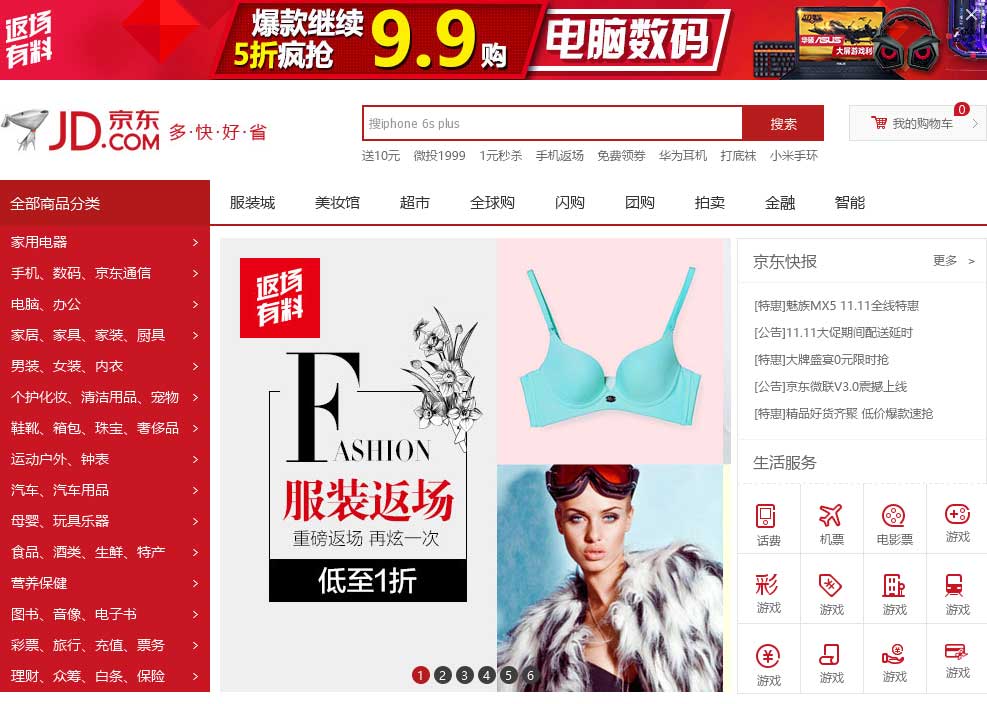 返场
有料
爆款继续
5折疯抢 9.9购
电脑数码
华硕 ASUS
大屏游戏利
JD.COM 京东
多·快·好·省
搜iphone 6s plus
搜索
0
我的购物车
送10元 微投1999 1元秒杀 手机返场 免费领券 华为耳机 打底袜 小米手环
全部商品分类
服装城 美妆馆 超市 全球购 闪购 团购 拍卖 金融 智能
家用电器 >
手机、数码、京东通信 >
电脑、办公 >
家居、家具、家装、厨具 >
男装、女装、内衣 >
个护化妆、清洁用品、宠物 >
鞋靴、箱包、珠宝、奢侈品 >
运动户外、钟表 >
汽车、汽车用品 >
母婴、玩具乐器 >
食品、酒类、生鲜、特产 >
营养保健 >
图书、音像、电子书 >
彩票、旅行、充值、票务 >
理财、众筹、白条、保险 >
返场
有料
FASHION
服装返场
重磅返场 再炫一次
低至1折
1 2 3 4 5 6
京东快报 更多 >
[特惠]魅族MX5 11.11全线特惠
[公告]11.11大促期间配送延时
[特惠]大牌盛宴0元限时抢
[公告]京东微联V3.0震撼上线
[特惠]精品好货齐聚 低价爆款速抢
生活服务
话费 机票 电影票 游戏
彩
游戏 游戏 游戏 游戏
游戏 游戏 游戏 游戏